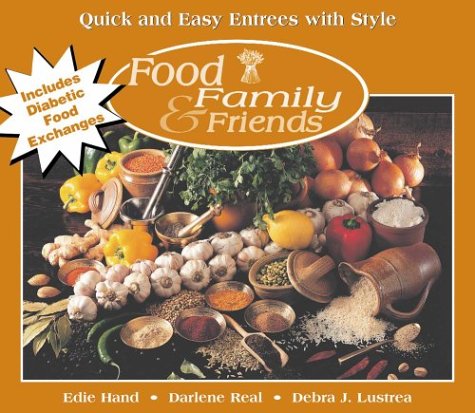 Quick and Easy Entrees with Style
Includes
Diabetic
Food
Exchanges
Food
Family
& Friends
Edie Hand • Darlene Real • Debra J. Lustrea